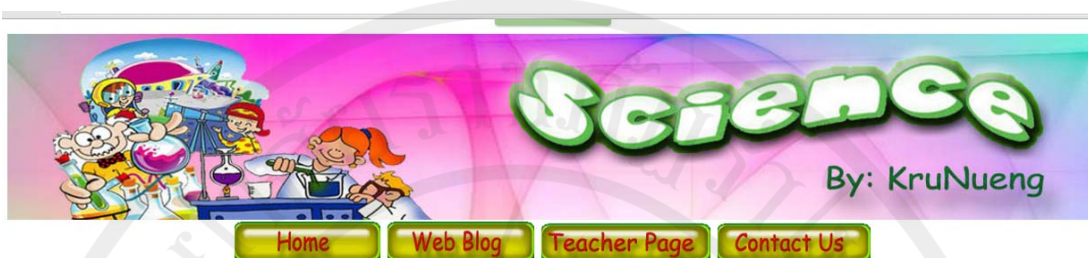 Science
By: KruNueng
Home
Web Blog
Teacher Page
Contact Us